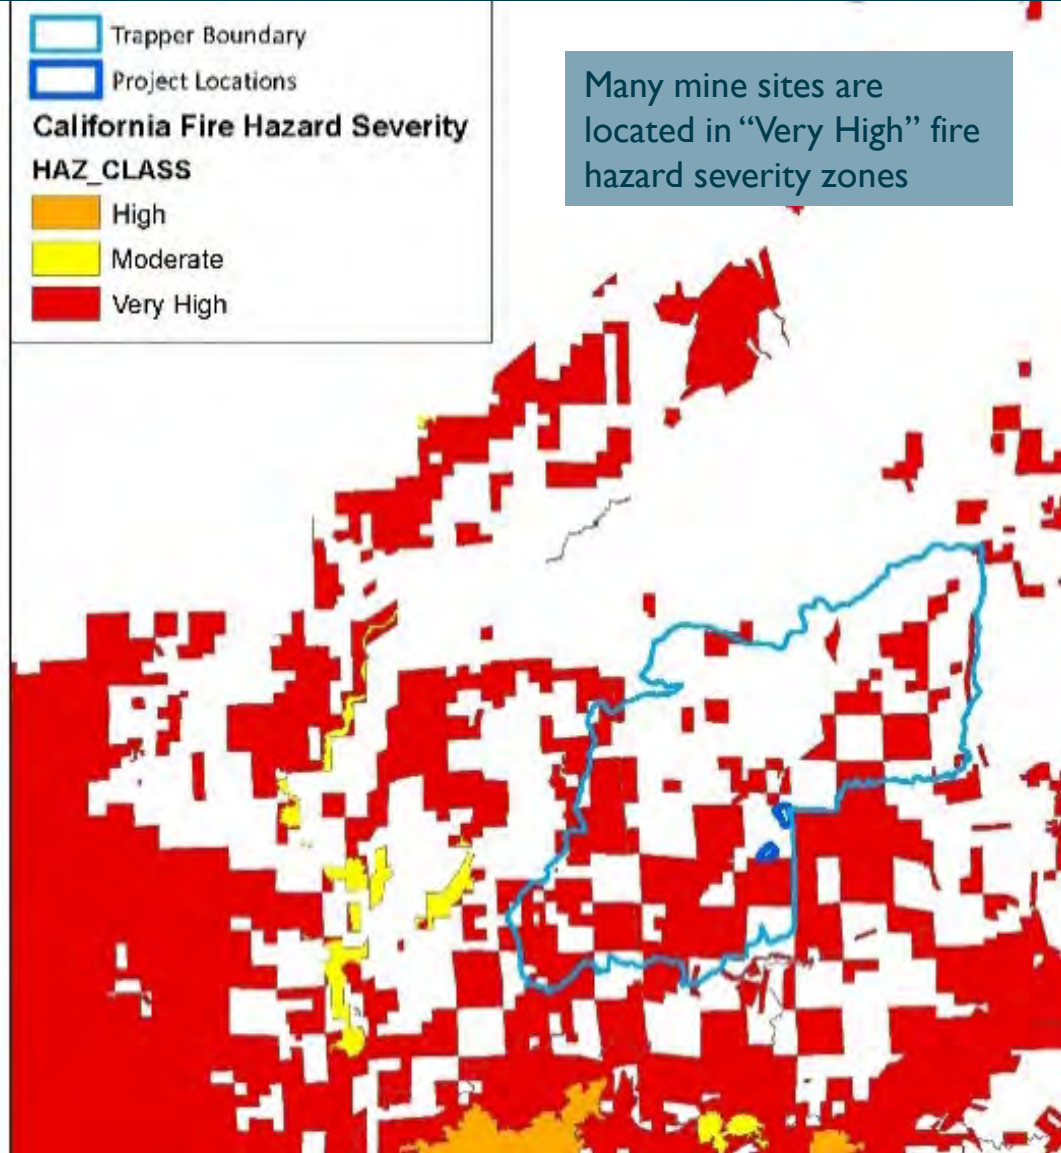 Trapper Boundary
Project Locations
California Fire Hazard Severity
HAZ_CLASS
High
Moderate
Very High
Many mine sites are
located in “Very High” fire
hazard severity zones